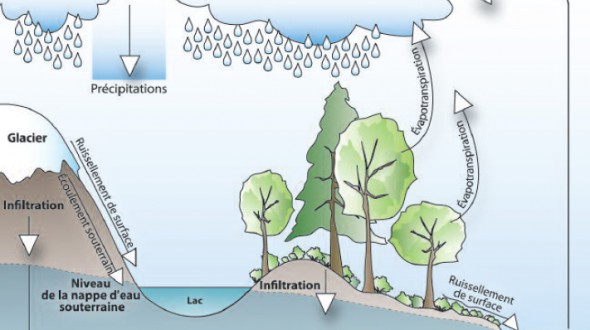 Précipitations
Évapotranspiration
Évapotranspiration
Glacier
Ruissellement de surface
Écoulement souterrain
Infiltration
Niveau
de la nappe d'eau
souterraine
Lac
Infiltration
Ruissellement
de surface